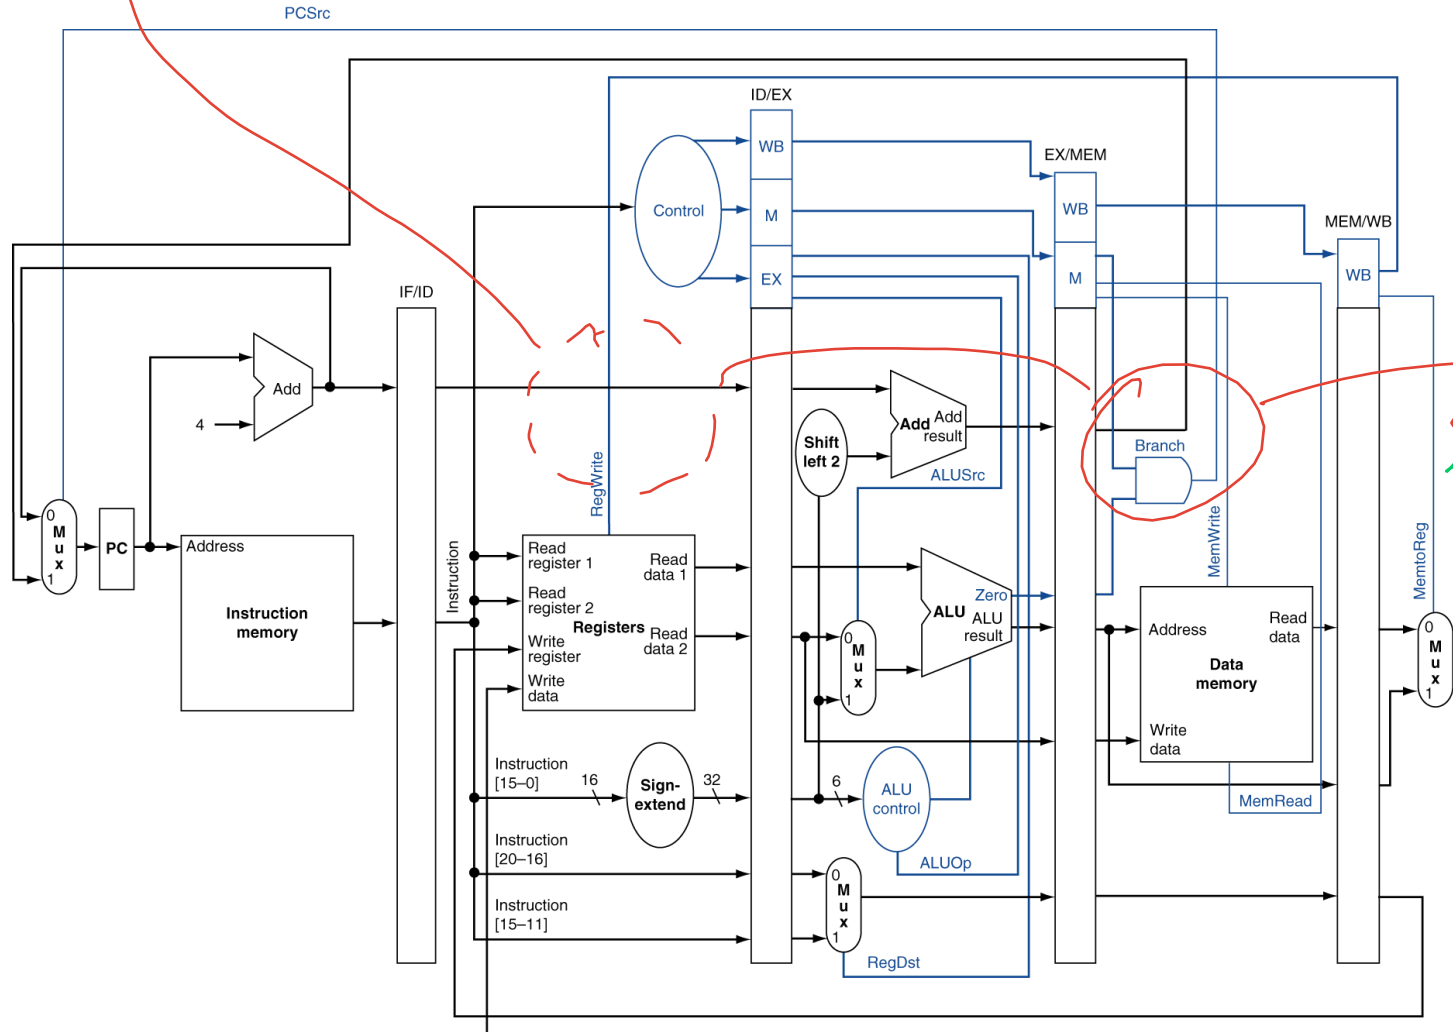 PCSrc
ID/EX
WB
EX/MEM
Control
M
WB
MEM/WB
EX
M
WB
IF/ID
Add
4
Shift
left 2
Add
Add
result
Branch
ALUSrc
RegWrite
MemWrite
MemtoReg
0
M
u
x
1
PC
Address
Instruction
memory
Instruction
Read
register 1
Read
register 2
Write
register
Write
data
Registers
Read
data 1
Read
data 2
0
M
u
x
1
Zero
ALU
ALU
result
Address
Read
data
Data
memory
Write
data
0
M
u
x
1
Instruction
[15–0]
16
Sign-
extend
32
6
ALU
control
MemRead
Instruction
[20–16]
ALUOp
Instruction
[15–11]
0
M
u
x
1
RegDst